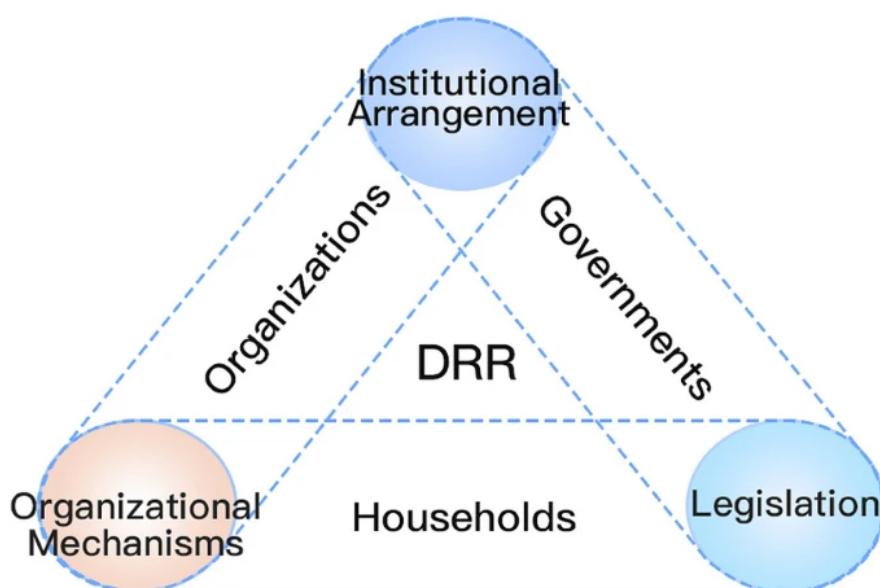 Institutional
Arrangement
Organizations
Governments
DRR
Organizational
Mechanisms
Households
Legislation